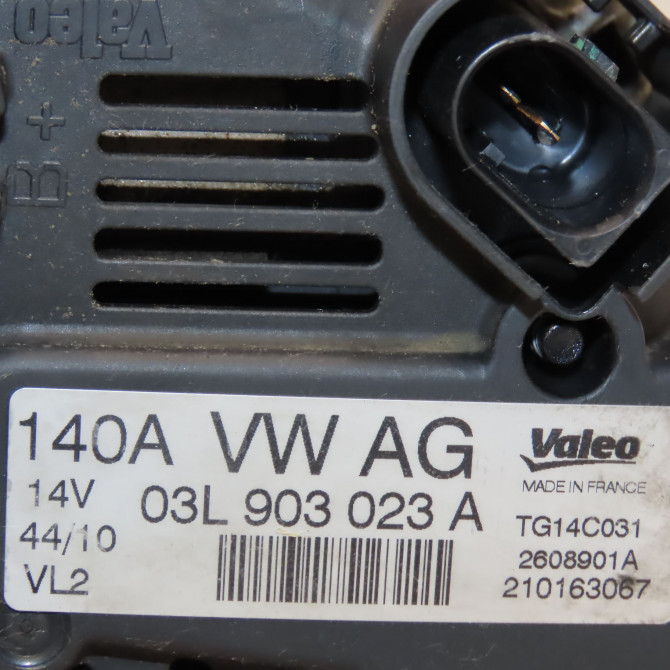 Valeo
B +
140A VW AG
14V 03L 903 023 A
44/10
VL2
Valeo
MADE IN FRANCE
TG14C031
2608901A
210163067